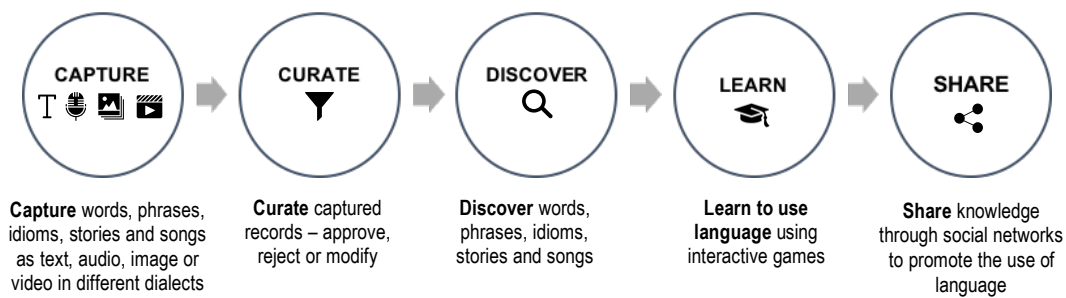 CAPTURE
T
CURATE
DISCOVER
LEARN
SHARE
Capture words, phrases,
idioms, stories and songs
as text, audio, image or
video in different dialects
Curate captured
records – approve,
reject or modify
Discover words,
phrases, idioms,
stories and songs
Learn to use
language using
interactive games
Share knowledge
through social networks
to promote the use of
language